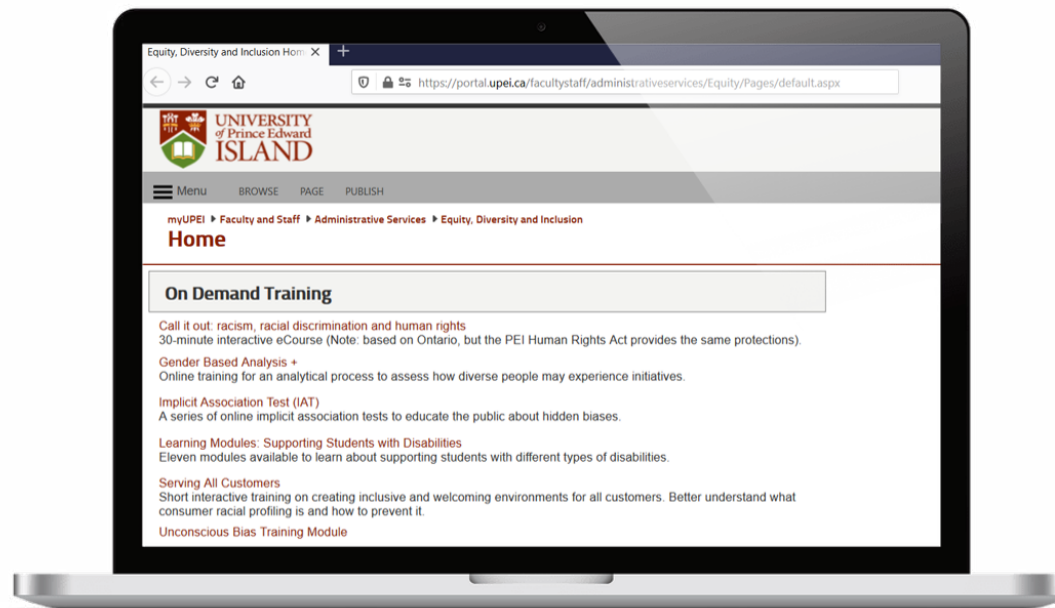 Equity, Diversity and Inclusion Hom
https://portal.upei.ca/facultystaff/administrativeservices/Equity/Pages/default.aspx
UNIVERSITY
of Prince Edward
ISLAND
Menu BROWSE PAGE PUBLISH
myUPEI Faculty and Staff Administrative Services Equity, Diversity and Inclusion
Home
On Demand Training
Call it out: racism, racial discrimination and human rights
30-minute interactive eCourse (Note: based on Ontario, but the PEI Human Rights Act provides the same protections).
Gender Based Analysis +
Online training for an analytical process to assess how diverse people may experience initiatives.
Implicit Association Test (IAT)
A series of online implicit association tests to educate the public about hidden biases.
Learning Modules: Supporting Students with Disabilities
Eleven modules available to learn about supporting students with different types of disabilities.
Serving All Customers
Short interactive training on creating inclusive and welcoming environments for all customers. Better understand what
consumer racial profiling is and how to prevent it.
Unconscious Bias Training Module